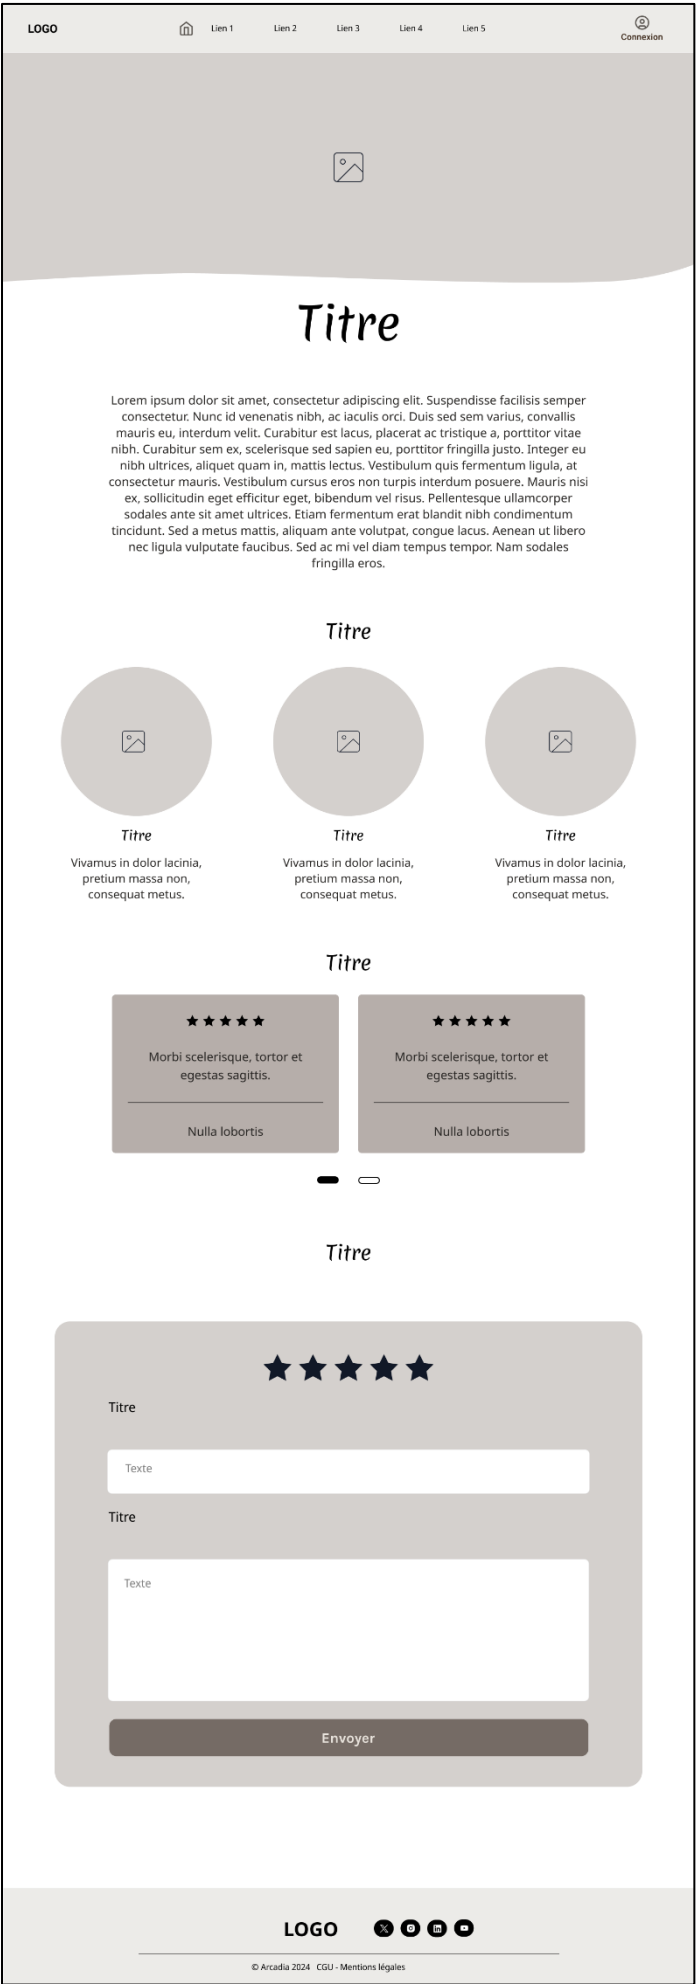 LOGO
Lien 1 Lien 2 Lien 3 Lien 4 Lien 5
Connexion
Titre
Lorem ipsum dolor sit amet, consectetur adipiscing elit. Suspendisse facilisis semper
consectetur. Nunc id venenatis nibh, ac iaculis orci. Duis sed sem varius, convallis
mauris eu, interdum velit. Curabitur est lacus, placerat ac tristique a, porttitor vitae
nibh. Curabitur sem ex, scelerisque sed sapien eu, porttitor fringilla justo. Integer eu
nibh ultrices, aliquet quam in, mattis lectus. Vestibulum quis fermentum ligula, at
consectetur mauris. Vestibulum cursus eros non turpis interdum posuere. Mauris nisi
ex, sollicitudin eget efficitur eget, bibendum vel risus. Pellentesque ullamcorper
sodales ante sit amet ultrices. Etiam fermentum erat blandit nibh condimentum
tincidunt. Sed a metus mattis, aliquam ante volutpat, congue lacus. Aenean ut libero
nec ligula vulputate faucibus. Sed ac mi vel diam tempus tempor. Nam sodales
fringilla eros.
Titre
Titre
Vivamus in dolor lacinia,
pretium massa non,
consequat metus.
Titre
Vivamus in dolor lacinia,
pretium massa non,
consequat metus.
Titre
Vivamus in dolor lacinia,
pretium massa non,
consequat metus.
Titre
Morbi scelerisque, tortor et
egestas sagittis.
Nulla lobortis
Morbi scelerisque, tortor et
egestas sagittis.
Nulla lobortis
Titre
Titre
Texte
Titre
Texte
Envoyer
LOGO
© Arcadia 2024 CGU - Mentions légales